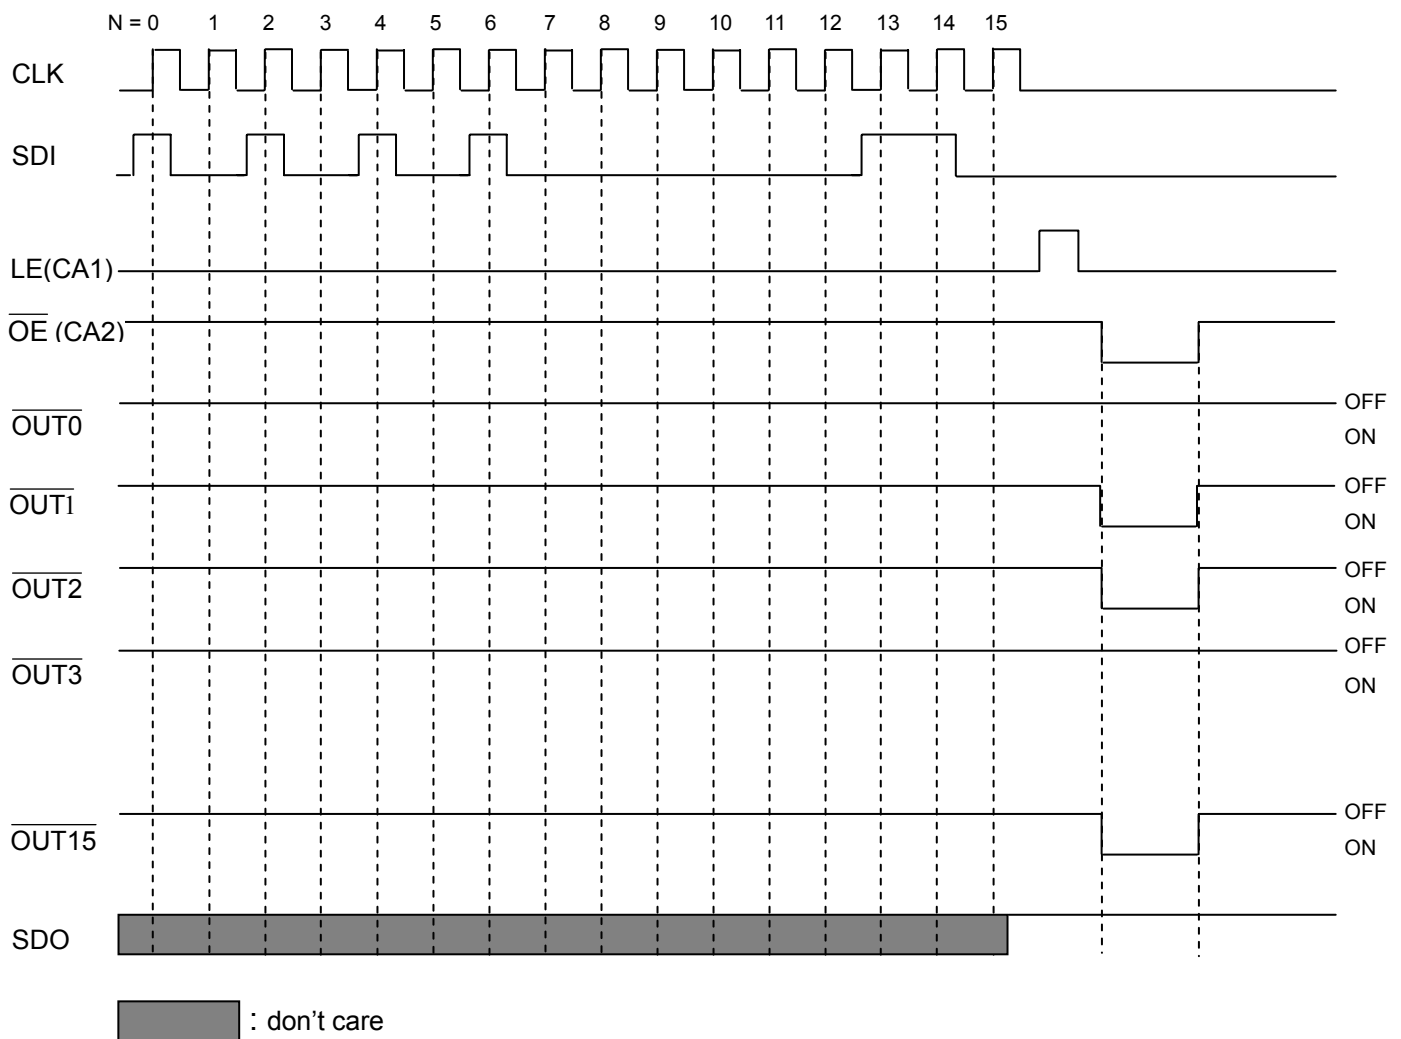 N = 0 1 2 3 4 5 6 7 8 9 10 11 12 13 14 15
CLK
SDI
LE(CA1)
OE (CA2)
OUT0
OFF
ON
OUT1
OFF
ON
OUT2
OFF
ON
OUT3
OFF
ON
OUT15
OFF
ON
SDO
: don't care